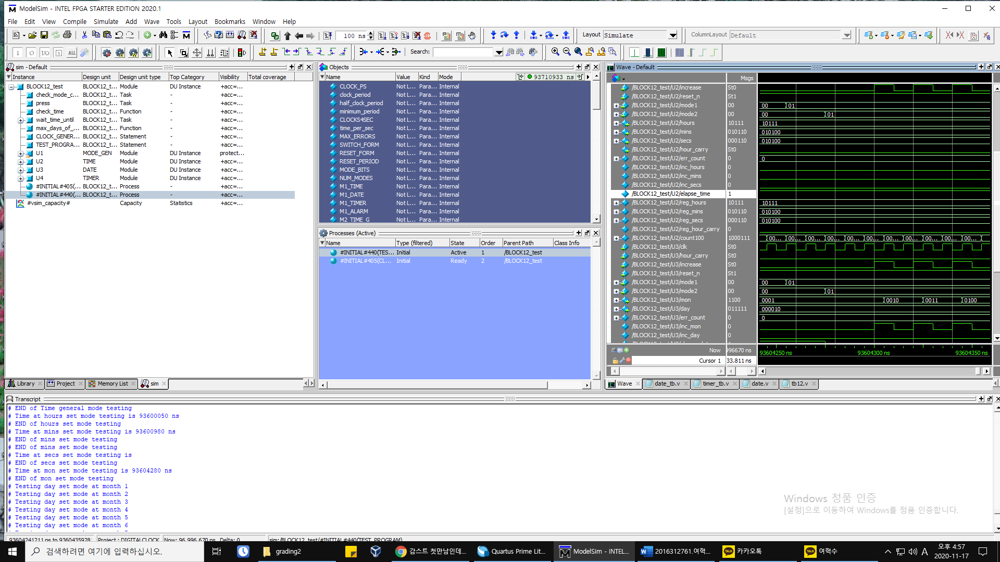 ModelSim - INTEL FPGA STARTER EDITION 2020.1
File Edit View Compile Simulate Add Wave Tools Layout Bookmarks Window Help
100 ns
Layout Simulate
ColumnLayout Default
Search:
sim - Default
Instance Design unit Design unit type Top Category Visibility Total coverage
BLOCK12_test BLOCK12_t... Module DU Instance +acc=...
check_mode_c... BLOCK12_t... Task - +acc=...
press BLOCK12_t... Task - +acc=...
check_time BLOCK12_t... Function - +acc=...
wait_time_until BLOCK12_t... Task - +acc=...
max_days_of_... BLOCK12_t... Function - +acc=...
CLOCK_GENER... BLOCK12_t... Statement - +acc=...
TEST_PROGRA... BLOCK12_t... Statement - +acc=...
U1 MODE_GEN Module DU Instance protect...
U2 TIME Module DU Instance +acc=...
U3 DATE Module DU Instance +acc=...
U4 TIMER Module DU Instance +acc=...
#INITIAL#405(... BLOCK12_t... Process - +acc=...
#INITIAL#440(... BLOCK12_t... Process - +acc=...
#vsim_capacity# Capacity Statistics +acc=...
Library Project Memory List sim
Objects
Name Value Kind Mode 93710933 ns
CLOCK_PS Not L... Para... Internal
clock_period Not L... Para... Internal
half_clock_period Not L... Para... Internal
minimum_period Not L... Para... Internal
CLOCKS4SEC Not L... Para... Internal
time_per_sec Not L... Para... Internal
MAX_ERRORS Not L... Para... Internal
SWITCH_FORM Not L... Para... Internal
RESET_FORM Not L... Para... Internal
RESET_PERIOD Not L... Para... Internal
MODE_BITS Not L... Para... Internal
NUM_MODES Not L... Para... Internal
M1_TIME Not L... Para... Internal
M1_DATE Not L... Para... Internal
M1_TIMER Not L... Para... Internal
M1_ALARM Not L... Para... Internal
M2_TIME_G Not L... Para... Internal
Processes (Active)
Name Type (filtered) State Order Parent Path Class Info
#INITIAL#440(TES... Initial Active 1 /BLOCK12_test
#INITIAL#405(CL... Initial Ready 2 /BLOCK12_test
Wave - Default
Msgs
/BLOCK12_test/U2/increase St0
/BLOCK12_test/U2/reset_n St1
/BLOCK12_test/U2/mode1 00 00 01
/BLOCK12_test/U2/mode2 00 00 01
/BLOCK12_test/U2/hours 10111 10111
/BLOCK12_test/U2/mins 010110 010100
/BLOCK12_test/U2/secs 000110 010100
/BLOCK12_test/U2/hour_carry St0
/BLOCK12_test/U2/err_count 0 0
/BLOCK12_test/U2/inc_hours 0
/BLOCK12_test/U2/inc_mins 0
/BLOCK12_test/U2/inc_secs 0
/BLOCK12_test/U2/elapse_time 1
/BLOCK12_test/U2/reg_hours 10111 10111
/BLOCK12_test/U2/reg_mins 010110 010100
/BLOCK12_test/U2/reg_secs 000110 010100
/BLOCK12_test/U2/reg_hour_carry 0
/BLOCK12_test/U2/count100 1000111 00... 00... 00... 00... 00... 00... 00... 00... 00... 00... 00...
/BLOCK12_test/U3/clk St0
/BLOCK12_test/U3/hour_carry St0
/BLOCK12_test/U3/increase St0
/BLOCK12_test/U3/reset_n St1
/BLOCK12_test/U3/mode1 00 00 01
/BLOCK12_test/U3/mode2 00 00 01
/BLOCK12_test/U3/mon 1100 0001 0010 0011 0100
/BLOCK12_test/U3/day 011111 000010
/BLOCK12_test/U3/err_count 0 0
/BLOCK12_test/U3/inc_mon 0
/BLOCK12_test/U3/inc_day 0
Now 996670 ns 93604250 ns 93604300 ns 93604350 ns
Cursor 1 33.811 ns
Wave date_tb.v timer_tb.v date.v tb12.v
Transcript
# END of Time general mode testing
# Time at hours set mode testing is 93600050 ns
# END of hours set mode testing
# Time at mins set mode testing is 93600980 ns
# END of mins set mode testing
# END of mins set mode testing
# Time at secs set mode testing is
# END of secs set mode testing
# Time at mon set mode testing is 93604280 ns
# END of mon set mode testing
# Testing day set mode at month 1
# Testing day set mode at month 2
# Testing day set mode at month 3
# Testing day set mode at month 4
# Testing day set mode at month 5
# Testing day set mode at month 6
Windows 정품 인증
[설정]으로 이동하여 Windows를 정품 인증합니다.
93604241211 ps to 9360435928 Project : DIGITALCLOCK Now: 96,996,670 ns Delta: 0 sim:/BLOCK12_test/#INITIAL#440(TEST_PROGRAM)
검색하려면 여기에 입력하십시오.
grading2
감스트 첫만남인데...
Quartus Prime Lit...
ModelSim - INTEL...
2016312761.여혁...
카카오톡
여혁수
A
오후 4:57
2020-11-17